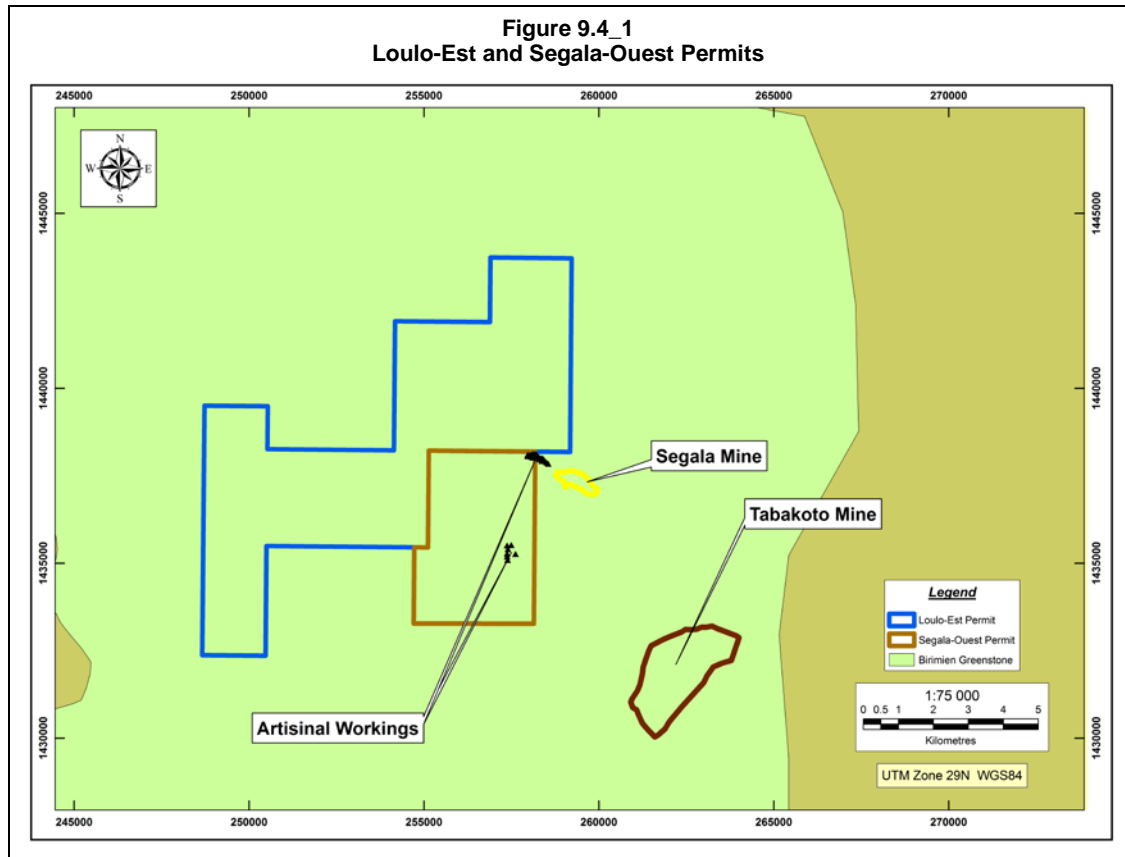 Figure 9.4_1
Loulo-Est and Segala-Ouest Permits
245000 250000 255000 260000 265000 270000
N
W E
S
1445000 1445000
1440000 1440000
Segala Mine
Tabakoto Mine
1435000 1435000
Legend
Loulo-Est Permit
Segala-Ouest Permit
Birimien Greenstone
1:75 000
0 0.5 1 2 3 4 5
Kilometres
Artisinal Workings
1430000 1430000
UTM Zone 29N WGS84
245000 250000 255000 260000 265000 270000